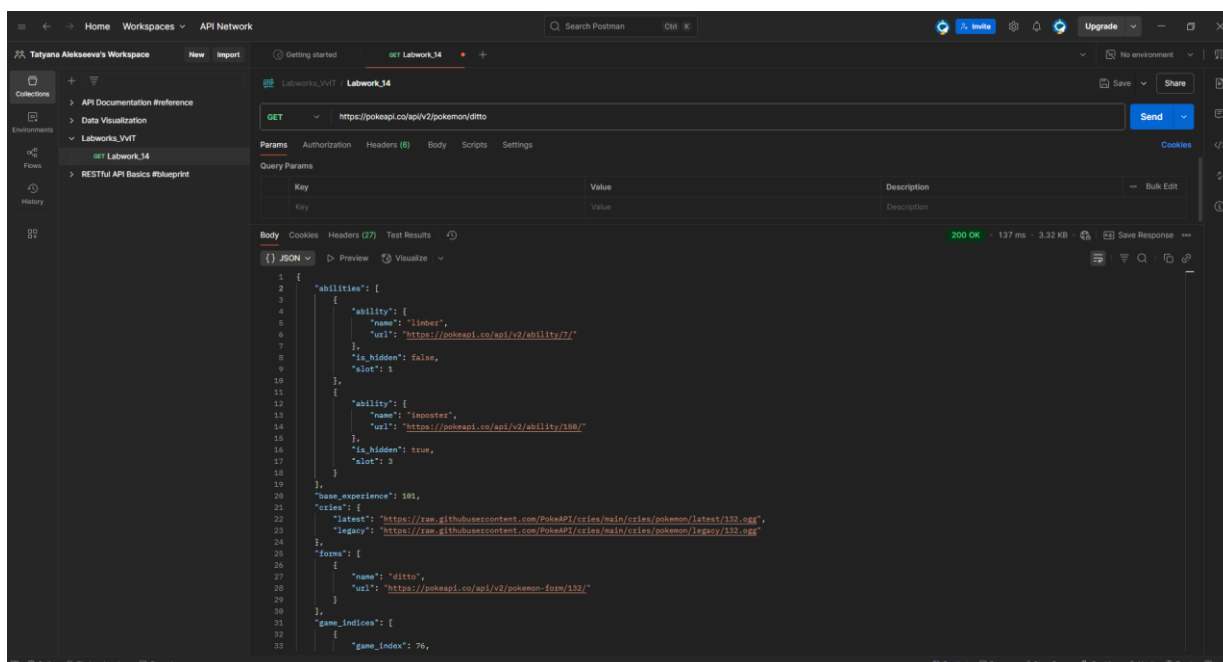 Home Workspaces API Network
Search Postman Ctrl K
Invite
Upgrade
Tatyana Alekseeva's Workspace New Import
Getting started GET Labwork_14
No environment
Collections
Environments
Flows
History
API Documentation #reference
Data Visualization
Labworks_VvIT
GET Labwork_14
RESTful API Basics #blueprint
Labworks_VvIT / Labwork_14
Save Share
GET https://pokeapi.co/api/v2/pokemon/ditto Send
Params Authorization Headers (6) Body Scripts Settings Cookies
Query Params
Key Value Description Bulk Edit
Key Value Description
Body Cookies Headers (27) Test Results 200 OK 137 ms 3.32 KB Save Response
{} JSON Preview Visualize
1 {
2 "abilities": [
3 {
4 "ability": {
5 "name": "limber",
6 "url": "https://pokeapi.co/api/v2/ability/7/"
7 },
8 "is_hidden": false,
9 "slot": 1
10 },
11 {
12 "ability": {
13 "name": "imposter",
14 "url": "https://pokeapi.co/api/v2/ability/150/"
15 },
16 "is_hidden": true,
17 "slot": 3
18 }
19 ],
20 "base_experience": 101,
21 "cries": {
22 "latest": "https://raw.githubusercontent.com/PokeAPI/cries/main/cries/pokemon/latest/132.ogg",
23 "legacy": "https://raw.githubusercontent.com/PokeAPI/cries/main/cries/pokemon/legacy/132.ogg"
24 },
25 "forms": [
26 {
27 "name": "ditto",
28 "url": "https://pokeapi.co/api/v2/pokemon-form/132/"
29 }
30 ],
31 "game_indices": [
32 {
33 "game_index": 76,